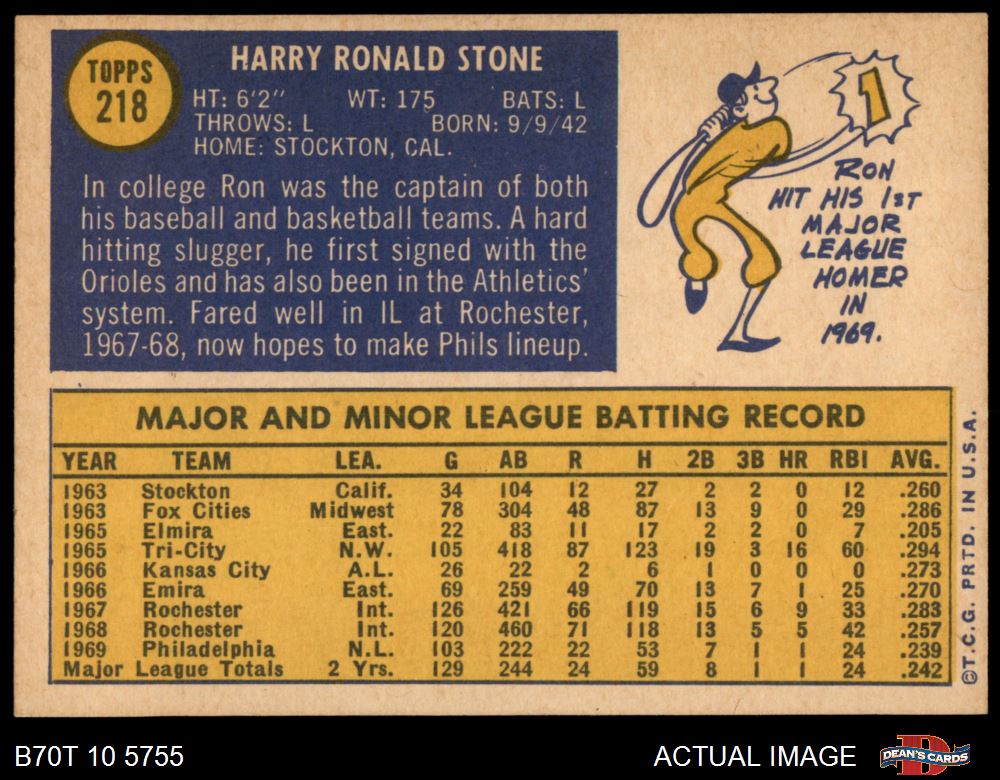 TOPPS
218
HARRY RONALD STONE
HT: 6'2" WT: 175 BATS: L
THROWS: L BORN: 9/9/42
HOME: STOCKTON, CAL.
In college Ron was the captain of both
his baseball and basketball teams. A hard
hitting slugger, he first signed with the
Orioles and has also been in the Athletics'
system. Fared well in IL at Rochester,
1967-68, now hopes to make Phils lineup.
1
RON
HIT HIS 1ST
MAJOR
LEAGUE
HOMER
IN
1969.
MAJOR AND MINOR LEAGUE BATTING RECORD
YEAR TEAM LEA. G AB R H 2B 3B HR RBI AVG.
1963 Stockton Calif. 34 104 12 27 2 2 0 12 .260
1963 Fox Cities Midwest 78 304 48 87 13 9 0 29 .286
1965 Elmira East. 22 83 11 17 2 2 0 7 .205
1965 Tri-City N.W. 105 418 87 123 19 3 16 60 .294
1966 Kansas City A.L. 26 22 2 6 1 0 0 0 .273
1966 Emira East. 69 259 49 70 13 7 1 25 .270
1967 Rochester Int. 126 421 66 119 15 6 9 33 .283
1968 Rochester Int. 120 460 71 118 13 5 5 42 .257
1969 Philadelphia N.L. 103 222 22 53 7 1 1 24 .239
Major League Totals 2 Yrs. 129 244 24 59 8 1 1 24 .242
©T.C.G. PRTD. IN U.S.A.
B70T 10 5755 ACTUAL IMAGE
D
DEAN'S CARDS